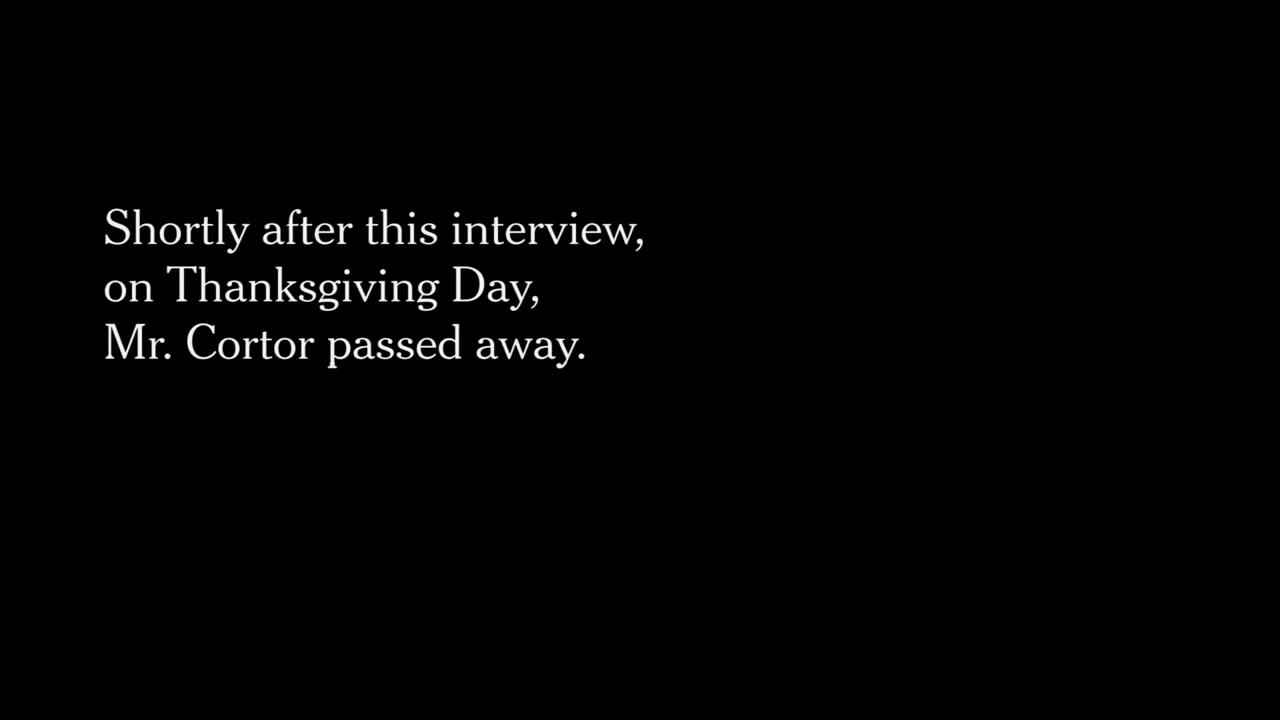 Shortly after this interview,
on Thanksgiving Day,
Mr. Cortor passed away.